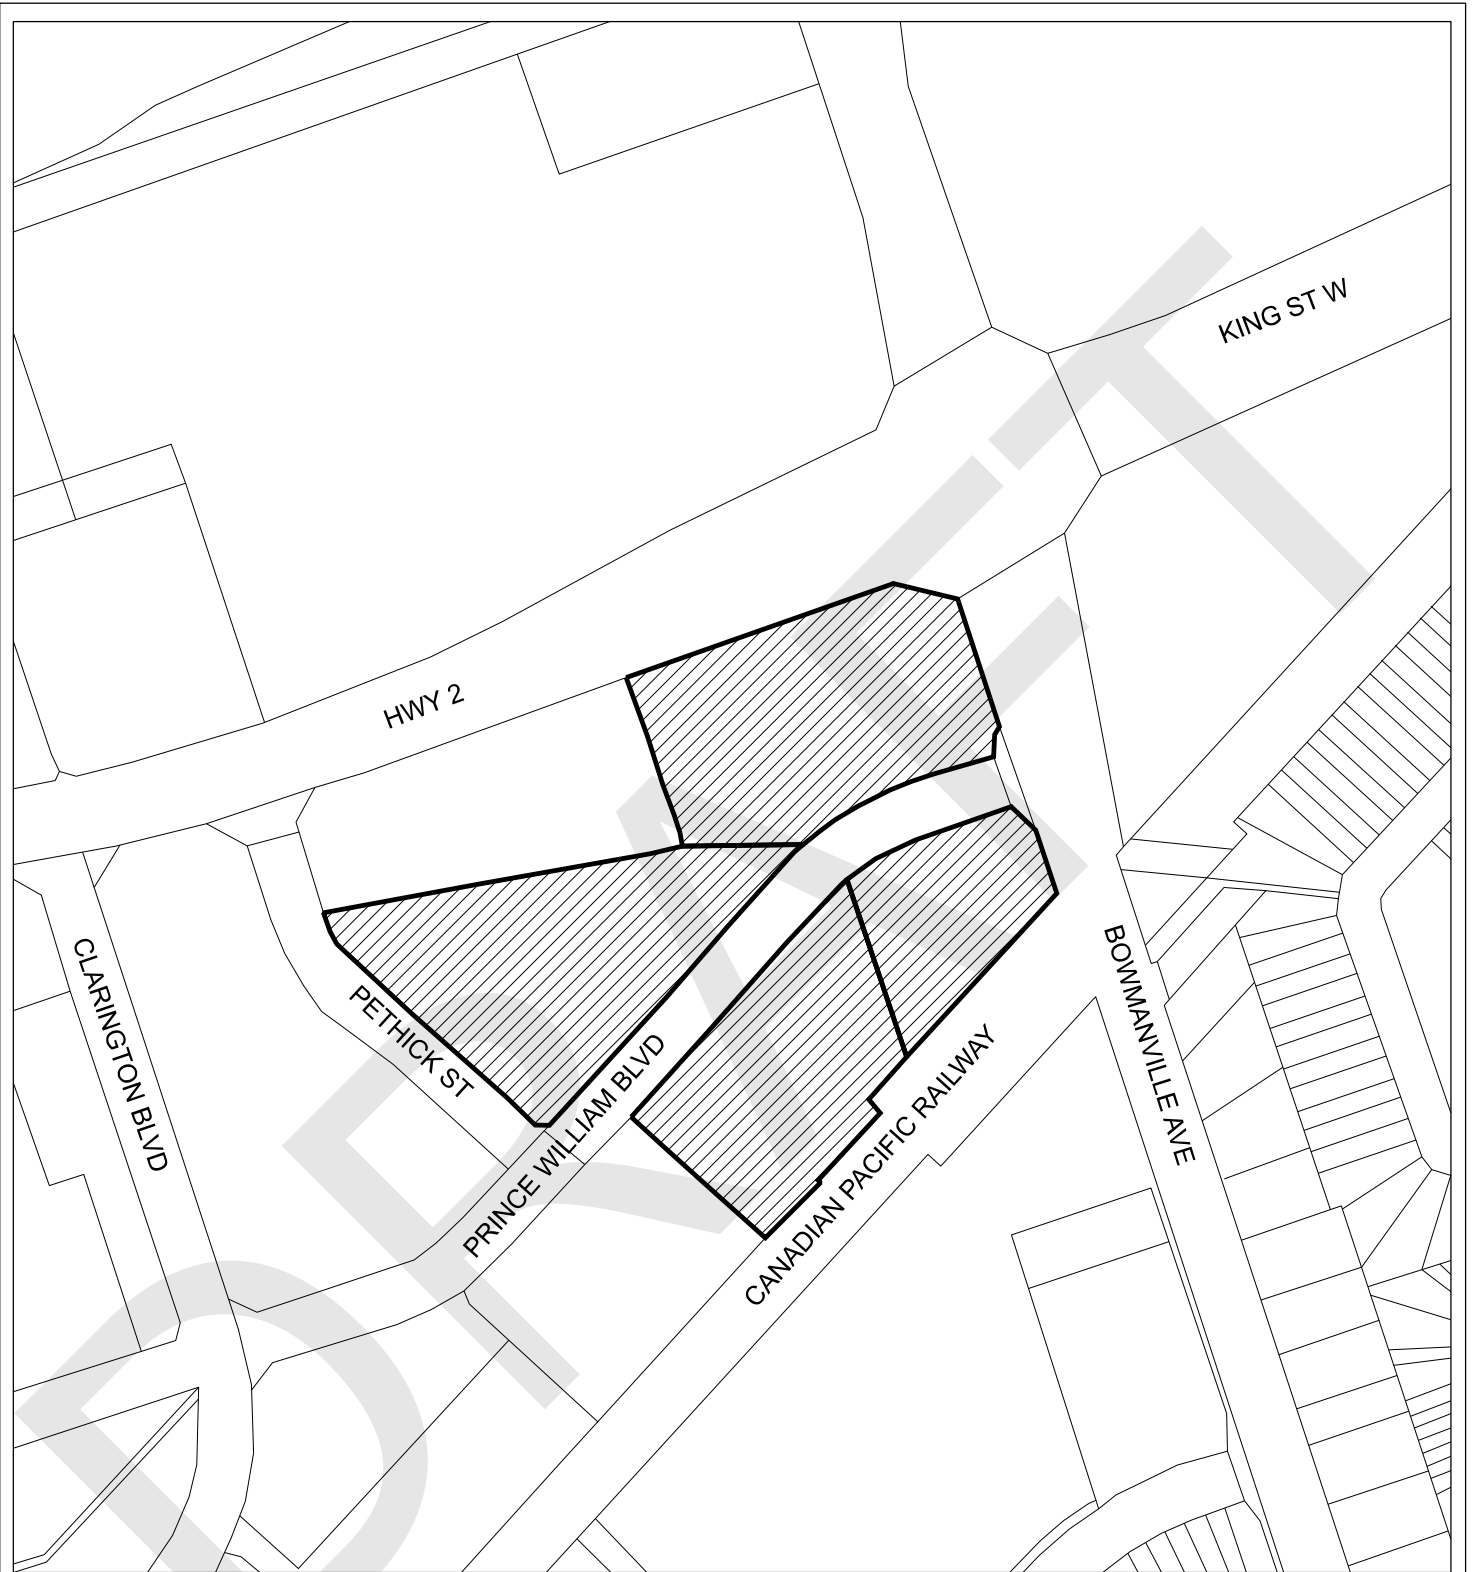 KING ST W
HWY 2
CLARINGTON BLVD
PETHICK ST
PRINCE WILLIAM BLVD
BOWMANVILLE AVE
CANADIAN PACIFIC RAILWAY
DRAFT